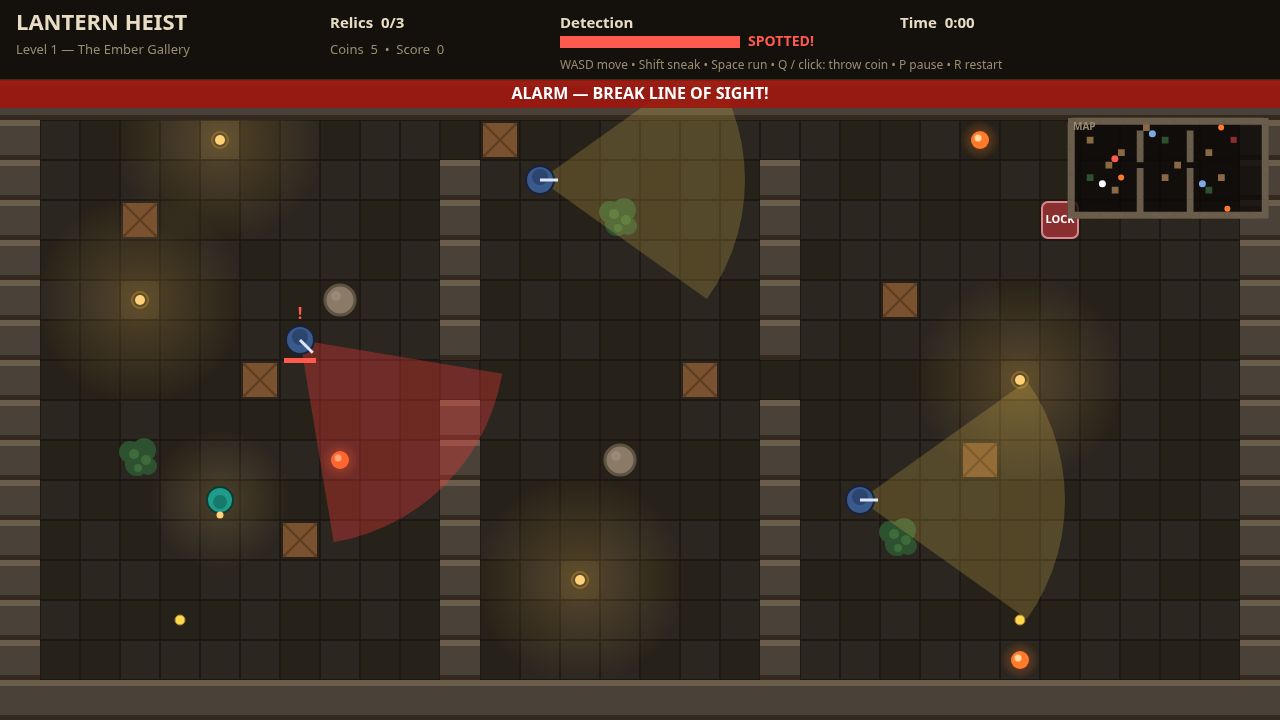 LANTERN HEIST
Level 1 — The Ember Gallery
Relics 0/3
Coins 5 • Score 0
Detection
SPOTTED!
WASD move • Shift sneak • Space run • Q / click: throw coin • P pause • R restart
Time 0:00
ALARM — BREAK LINE OF SIGHT!
MAP
LOCK
!